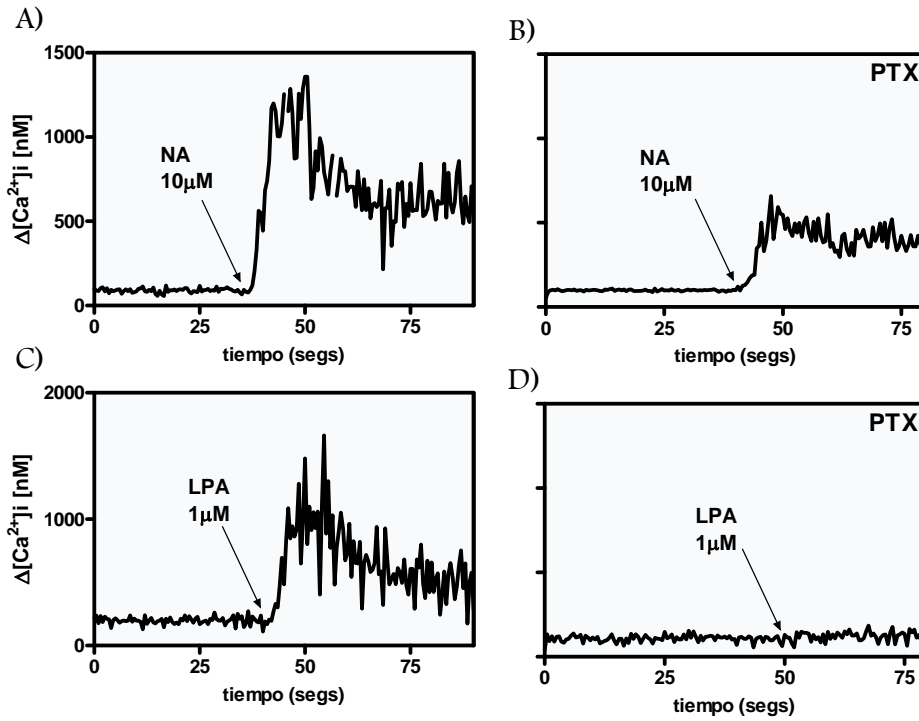 A)
1500
1000
500
0
Δ[Ca²⁺]i [nM]
NA
10μM
0 25 50 75
tiempo (segs)
B)
PTX
NA
10μM
0 25 50 75
tiempo (segs)
C)
2000
1000
0
Δ[Ca²⁺]i [nM]
LPA
1μM
0 25 50 75
tiempo (segs)
D)
PTX
LPA
1μM
0 25 50 75
tiempo (segs)